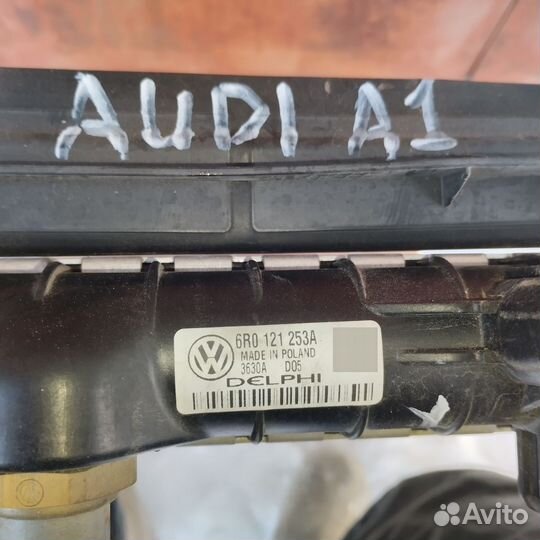 AUDI A1
6R0 121 253A
MADE IN POLAND
3630A D05
DELPHI
Avito